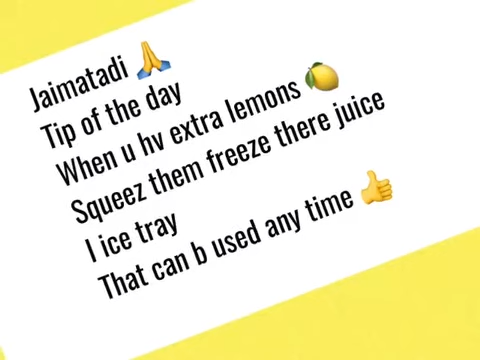 Jaimatadi 🙏
Tip of the day
When u hv extra lemons 🍋
Squeez them freeze there juice
I ice tray
That can b used any time 👍